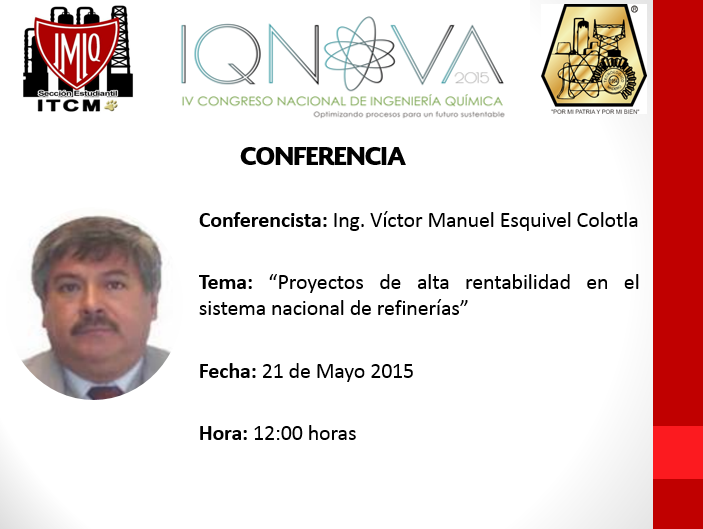 IMIQ
Sección Estudiantil
ITCM
IQNOVA
2015
IV CONGRESO NACIONAL DE INGENIERÍA QUÍMICA
Optimizando procesos para un futuro sustentable
®
"POR MI PATRIA Y POR MI BIEN"
CONFERENCIA
Conferencista: Ing. Víctor Manuel Esquivel Colotla
Tema: “Proyectos de alta rentabilidad en el
sistema nacional de refinerías”
Fecha: 21 de Mayo 2015
Hora: 12:00 horas